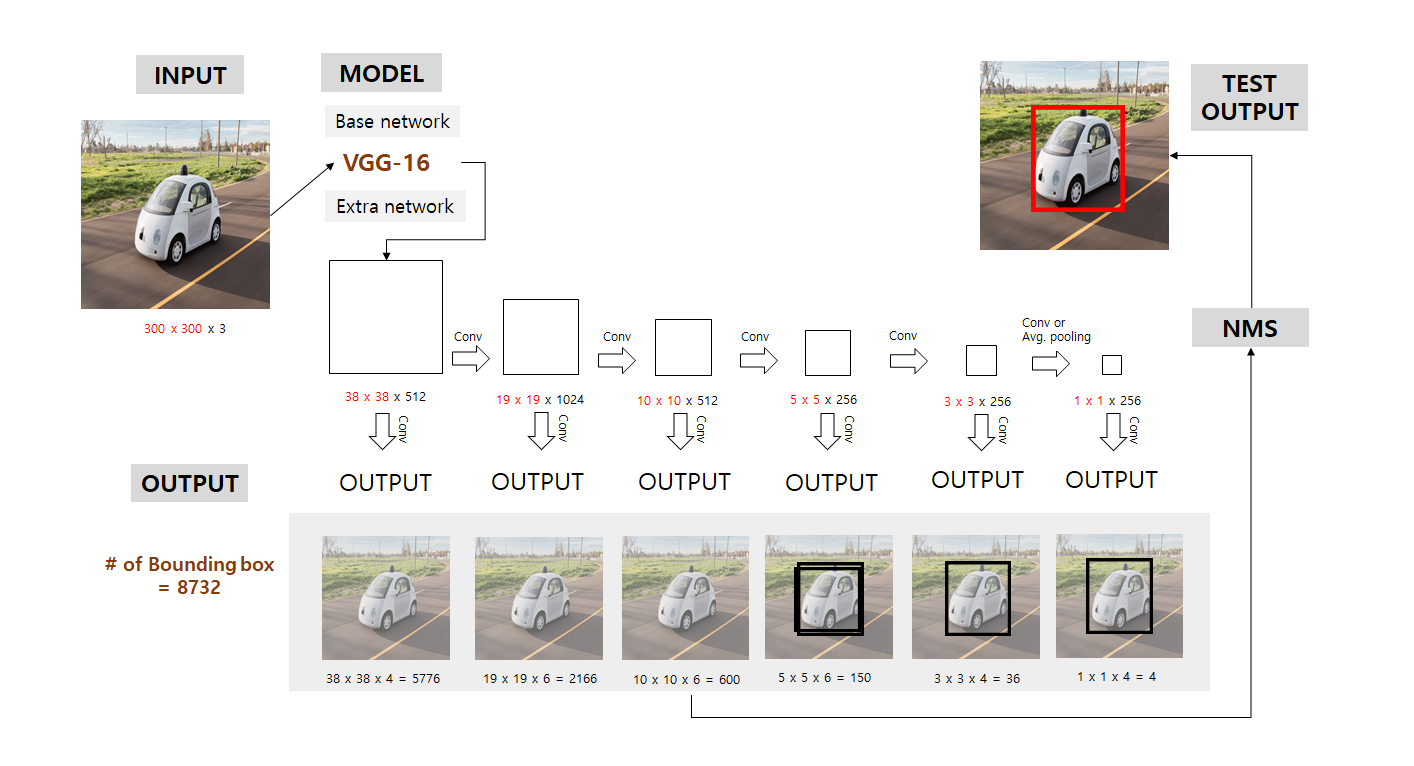 INPUT
MODEL
Base network
VGG-16
Extra network
300 x 300 x 3
TEST
OUTPUT
NMS
Conv
Conv
Conv
Conv
Conv or
Avg. pooling
38 x 38 x 512
19 x 19 x 1024
10 x 10 x 512
5 x 5 x 256
3 x 3 x 256
1 x 1 x 256
Conv
Conv
Conv
Conv
Conv
Conv
OUTPUT
OUTPUT
OUTPUT
OUTPUT
OUTPUT
OUTPUT
OUTPUT
# of Bounding box
= 8732
38 x 38 x 4 = 5776
19 x 19 x 6 = 2166
10 x 10 x 6 = 600
5 x 5 x 6 = 150
3 x 3 x 4 = 36
1 x 1 x 4 = 4